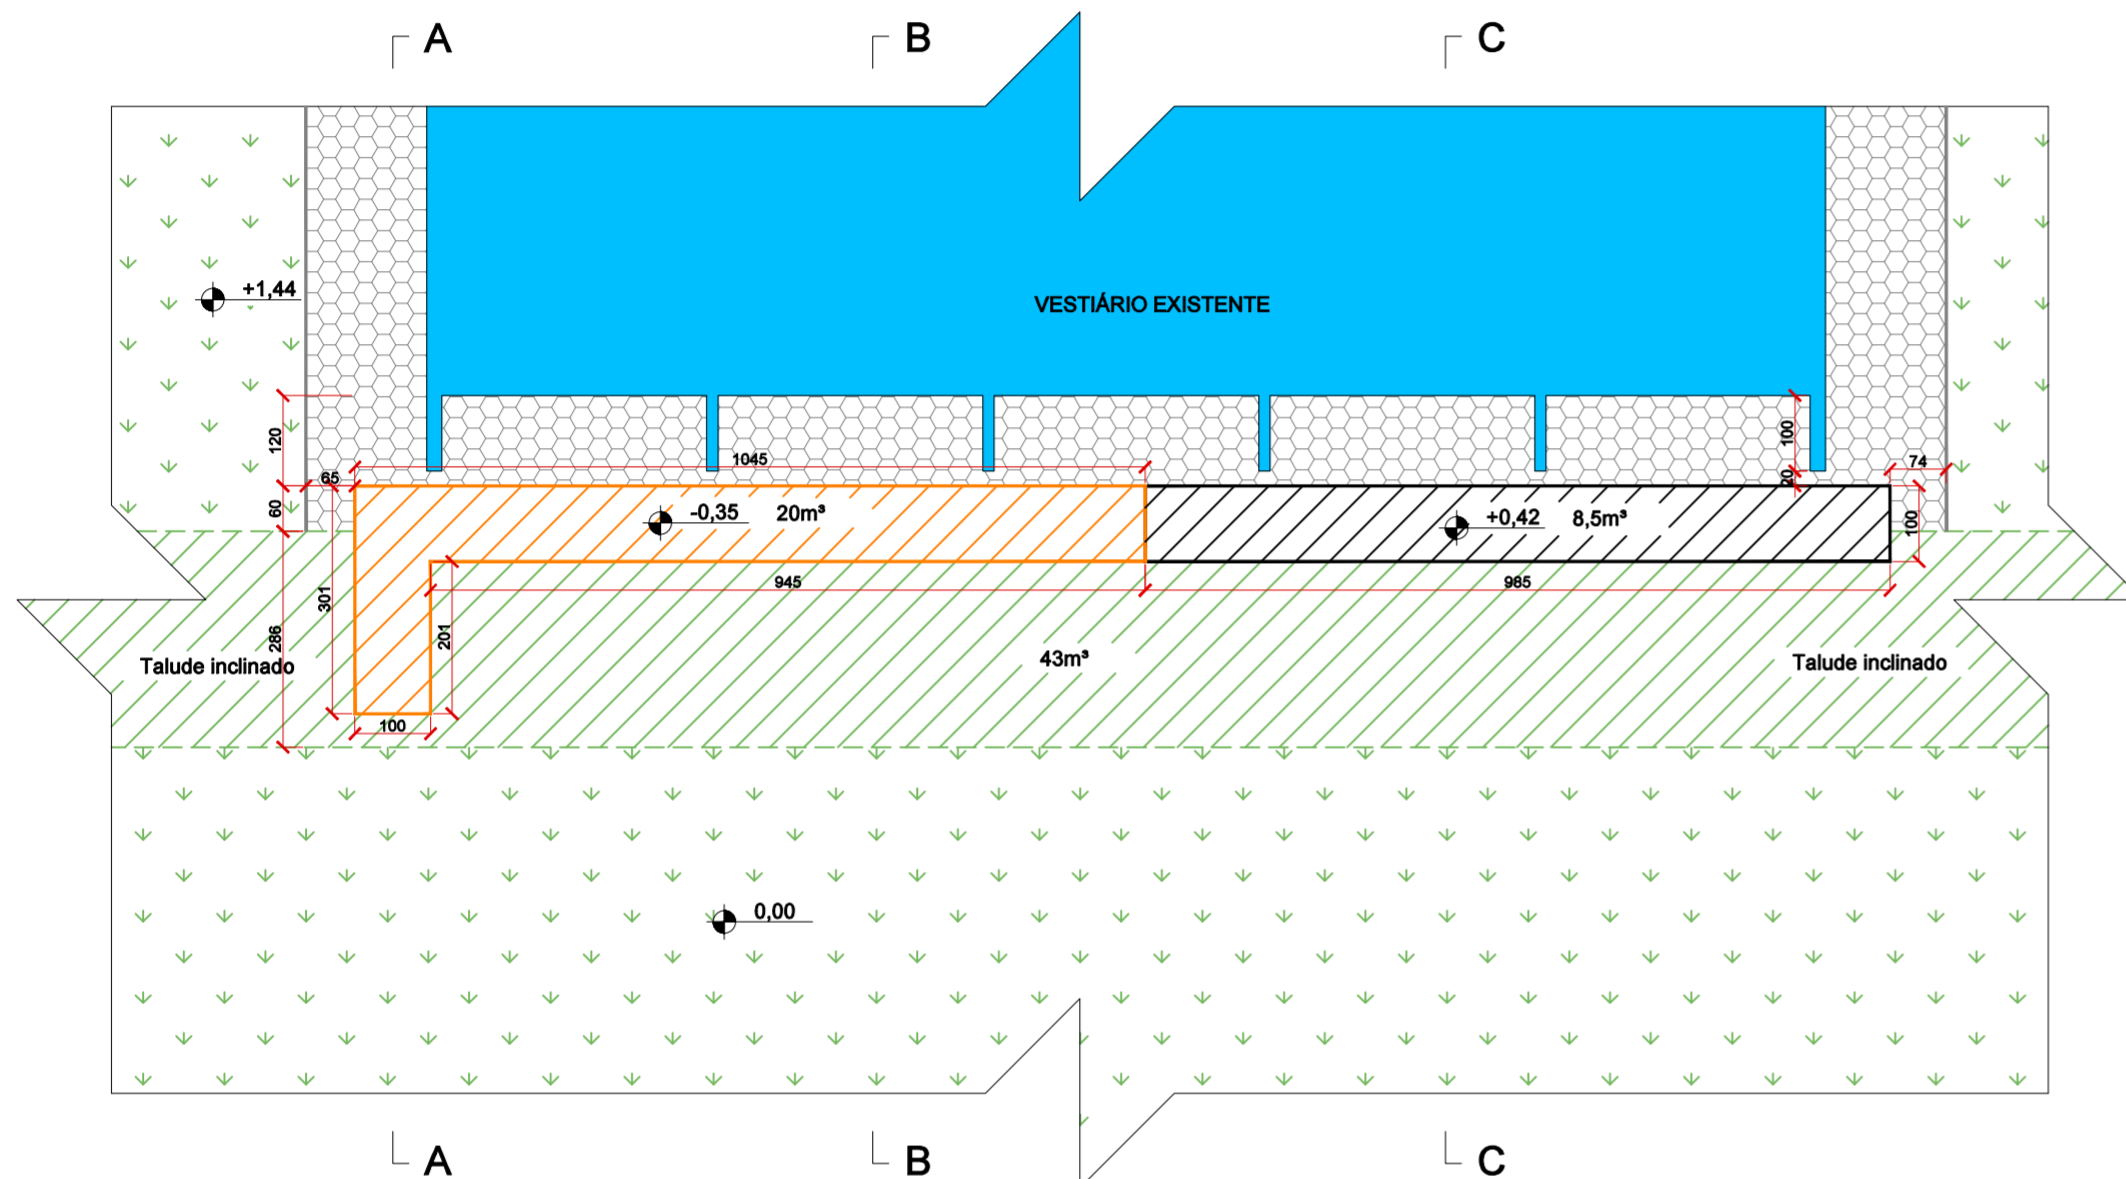 A B C
+1,44
VESTIÁRIO EXISTENTE
120
100
1045
65
74
20
60
-0,35 20m³
+0,42 8,5m³
100
945
985
301
201
286
43m³
Talude inclinado
Talude inclinado
100
0,00
A B C